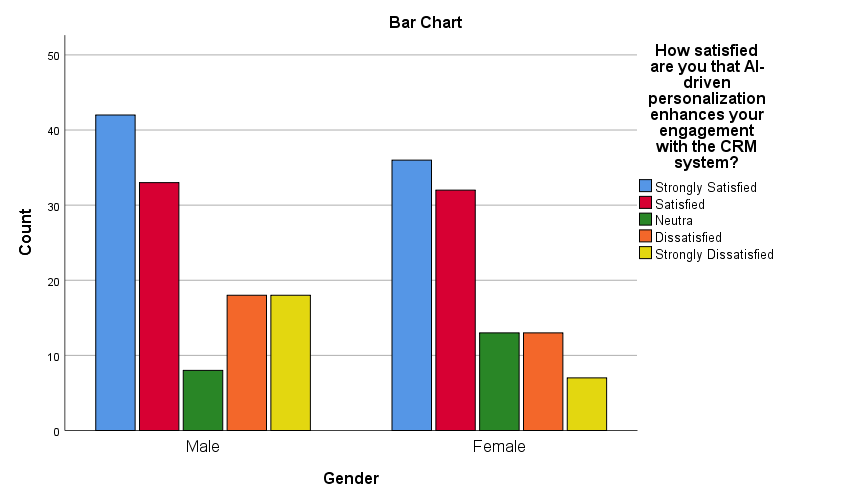 Bar Chart
How satisfied
are you that AI-
driven
personalization
enhances your
engagement
with the CRM
system?
Strongly Satisfied
Satisfied
Neutra
Dissatisfied
Strongly Dissatisfied
Count
50
40
30
20
10
0
Male
Female
Gender